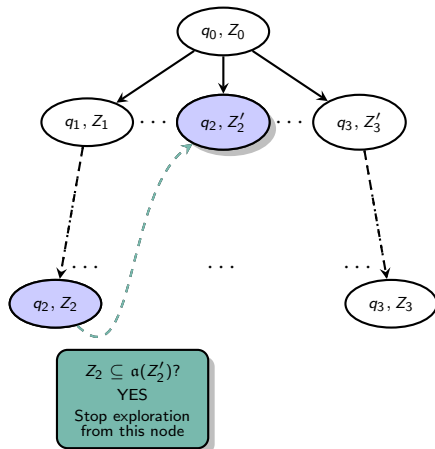 q₀, Z₀
q₁, Z₁ ... q₂, Z₂′ ... q₃, Z₃′
... ... ...
q₂, Z₂ q₃, Z₃
Z₂ ⊆ 𝔞(Z₂′)?
YES
Stop exploration
from this node